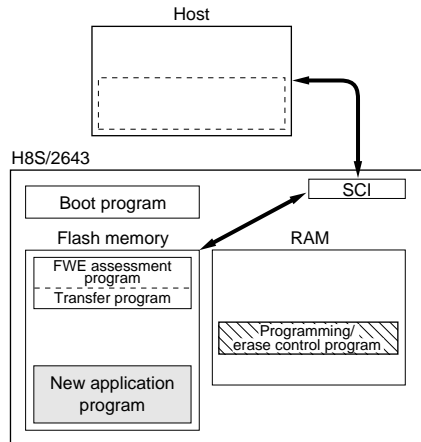 Host
H8S/2643
Boot program
SCI
Flash memory
RAM
FWE assessment
program
Transfer program
Programming/
erase control program
New application
program